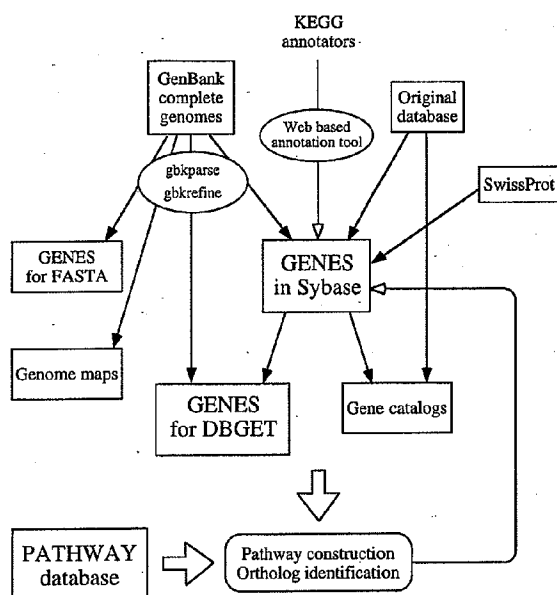 KEGG
annotators
GenBank
complete
genomes
Original
database
Web based
annotation tool
gbkparse
gbkrefine
SwissProt
GENES
for FASTA
GENES
in Sybase
Genome maps
GENES
for DBGET
Gene catalogs
PATHWAY
database
Pathway construction
Ortholog identification